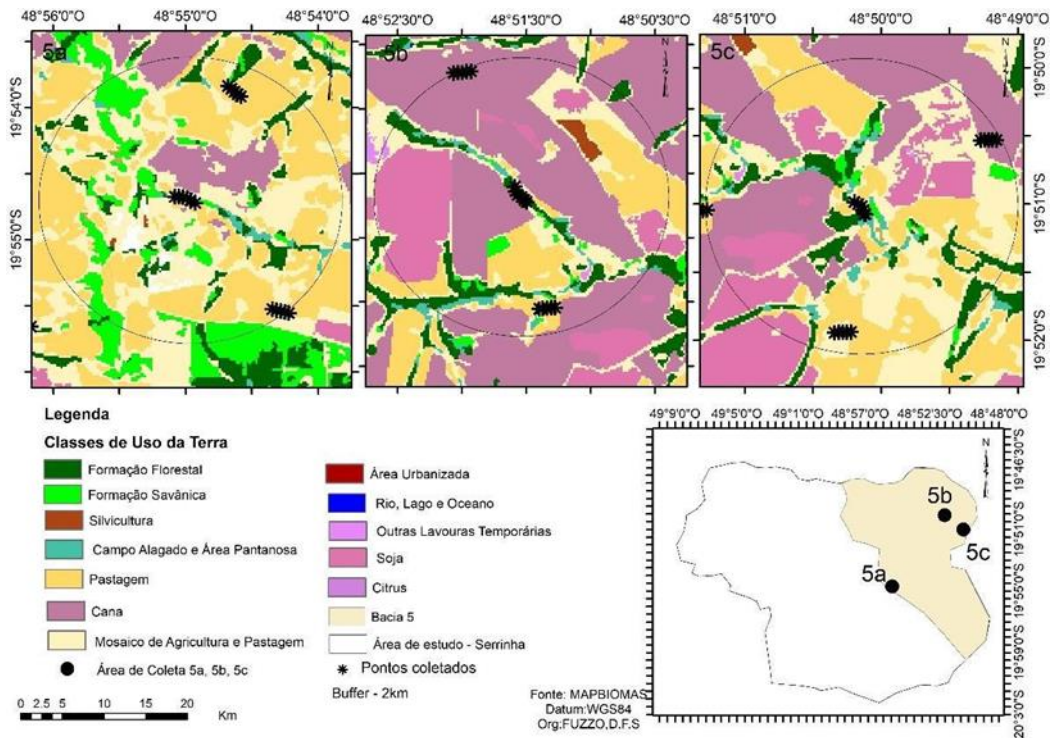 48°56'0"O 48°55'0"O 48°54'0"O 48°52'30"O 48°51'30"O 48°50'30"O 48°51'0"O 48°50'0"O 48°49'0"O
5a
5b
5c
N
N
N
19°54'0"S
19°55'0"S
19°50'0"S
19°51'0"S
19°52'0"S
Legenda
Classes de Uso da Terra
Formação Florestal
Formação Savânica
Silvicultura
Campo Alagado e Área Pantanosa
Pastagem
Cana
Mosaico de Agricultura e Pastagem
Área de Coleta 5a, 5b, 5c
Área Urbanizada
Rio, Lago e Oceano
Outras Lavouras Temporárias
Soja
Citrus
Bacia 5
Área de estudo - Serrinha
Pontos coletados
Buffer - 2km
0 2.5 5 10 15 20
Km
Fonte: MAPBIOMAS
Datum:WGS84
Org:FUZZO,D.F.S
49°9'0"O 49°5'0"O 49°1'0"O 48°57'0"O 48°52'30"O 48°48'0"O
N
5b
5c
5a
19°46'30"S
19°51'0"S
19°55'0"S
19°59'0"S
20°3'0"S